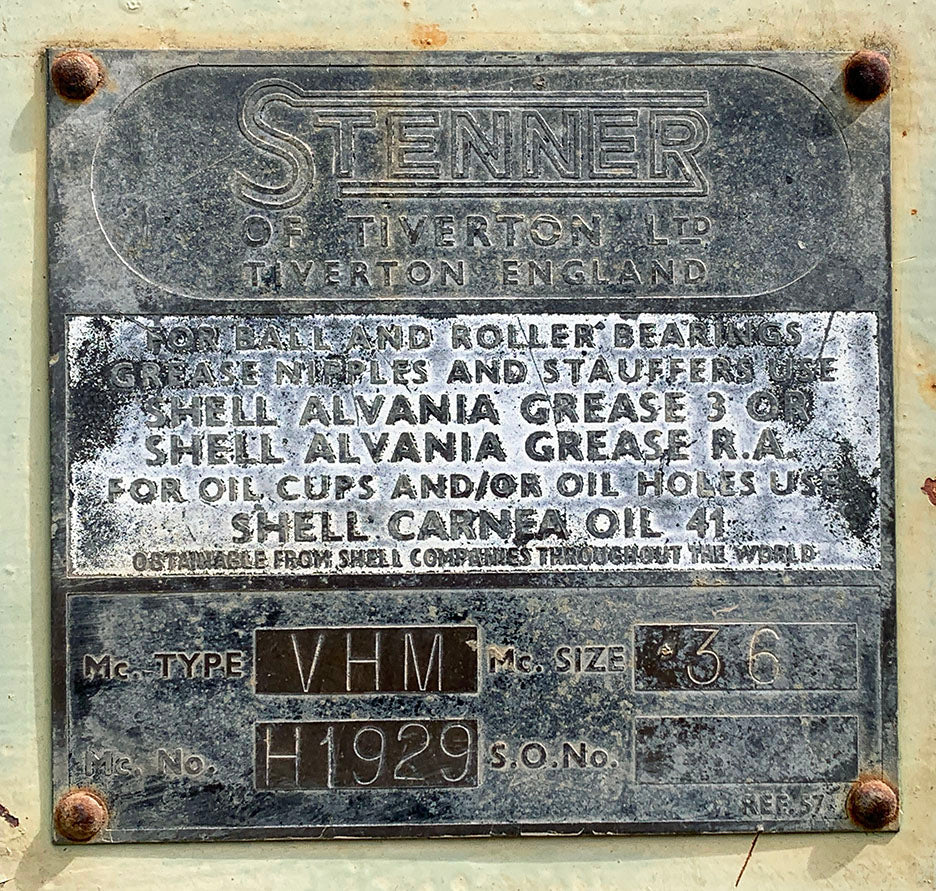 STENNER
OF TIVERTON LTD
TIVERTON ENGLAND
FOR BALL AND ROLLER BEARINGS
GREASE NIPPLES AND STAUFFERS USE
SHELL ALVANIA GREASE 3 OR
SHELL ALVANIA GREASE R.A.
FOR OIL CUPS AND/OR OIL HOLES USE
SHELL CARNEA OIL 41
OBTAINABLE FROM SHELL COMPANIES THROUGHOUT THE WORLD
Mc. TYPE VHM Mc. SIZE 36
Mc. No. H1929 S.O.No.
REF. 57